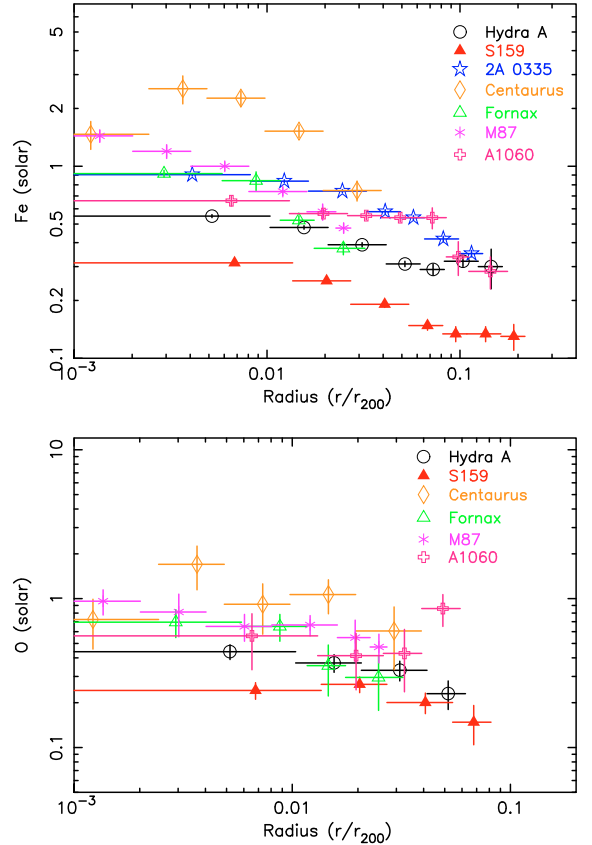 5
2
1
0.5
0.2
0.1
Fe (solar)
Hydra A
S159
2A 0335
Centaurus
Fornax
M87
A1060
10⁻³
0.01
0.1
Radius (r/r₂₀₀)
10
1
0.1
O (solar)
Hydra A
S159
Centaurus
Fornax
M87
A1060
10⁻³
0.01
0.1
Radius (r/r₂₀₀)